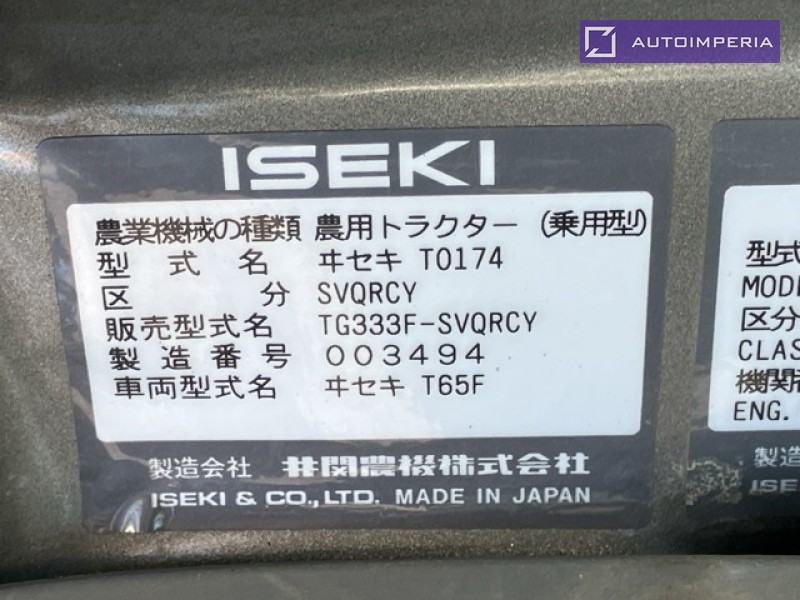 AUTOIMPERIA
ISEKI
農業機械の種類 農用トラクター (乗用型)
型式名 ヰセキ T0174
区分 SVQRCY
販売型式名 TG333F-SVQRCY
製造番号 003494
車両型式名 ヰセキ T65F
製造会社 井関農機株式会社
ISEKI & CO.,LTD. MADE IN JAPAN
型式
MODE
区分
CLAS
機関
ENG.
製造
ISE